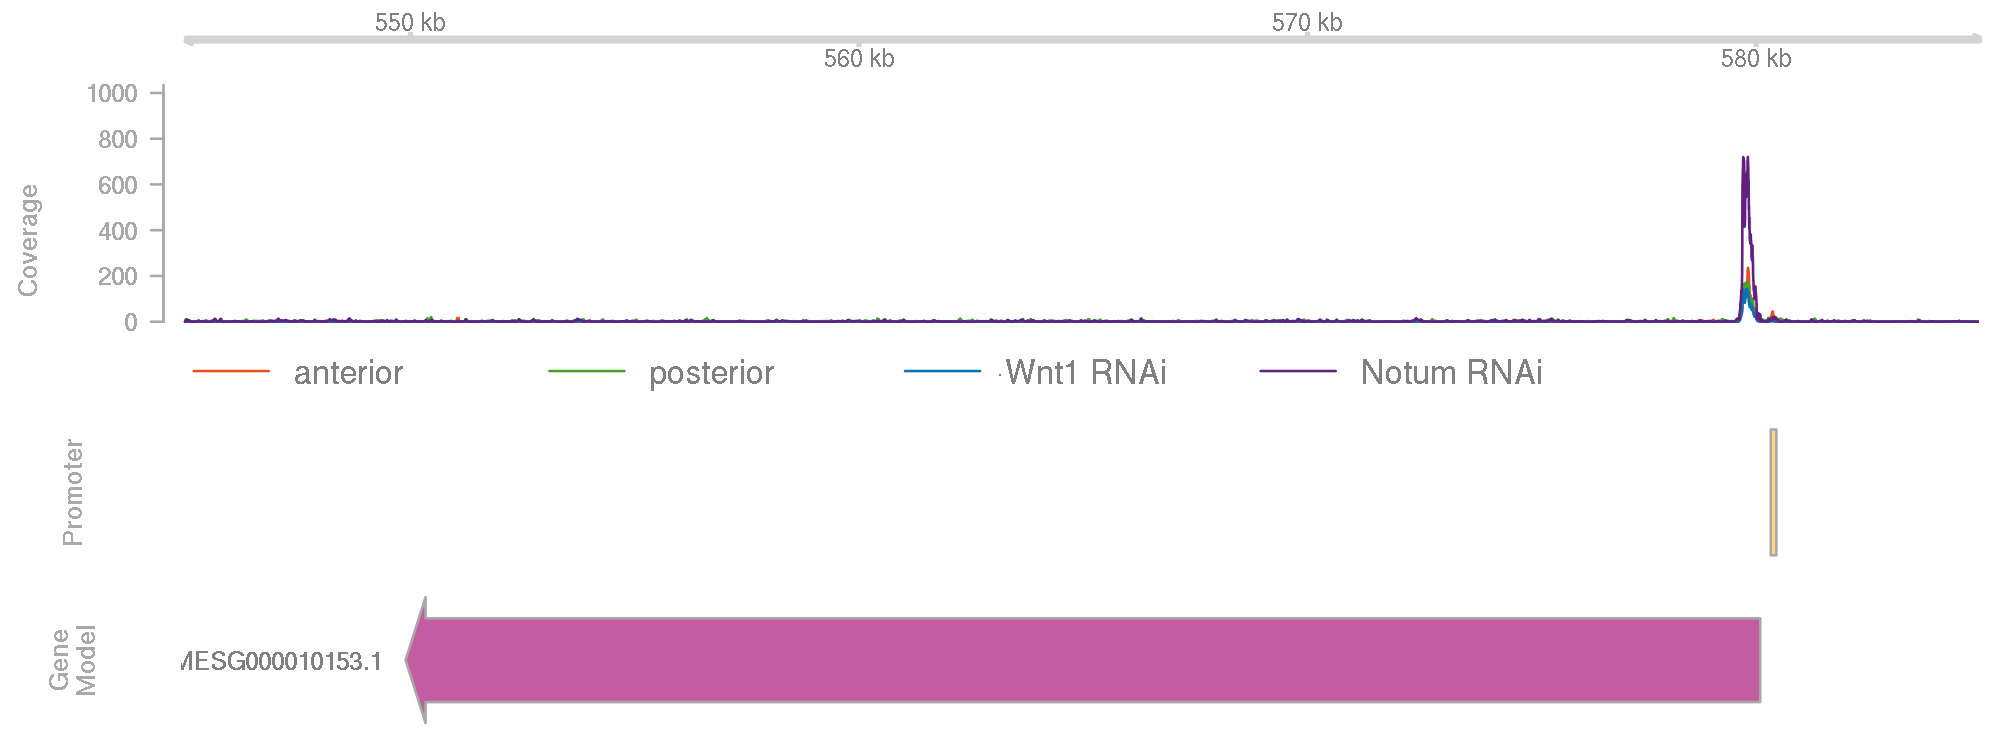 550 kb
570 kb
560 kb
580 kb
1000
800
600
400
200
0
Coverage
anterior
posterior
Wnt1 RNAi
Notum RNAi
Promoter
Gene
Model
MESG000010153.1